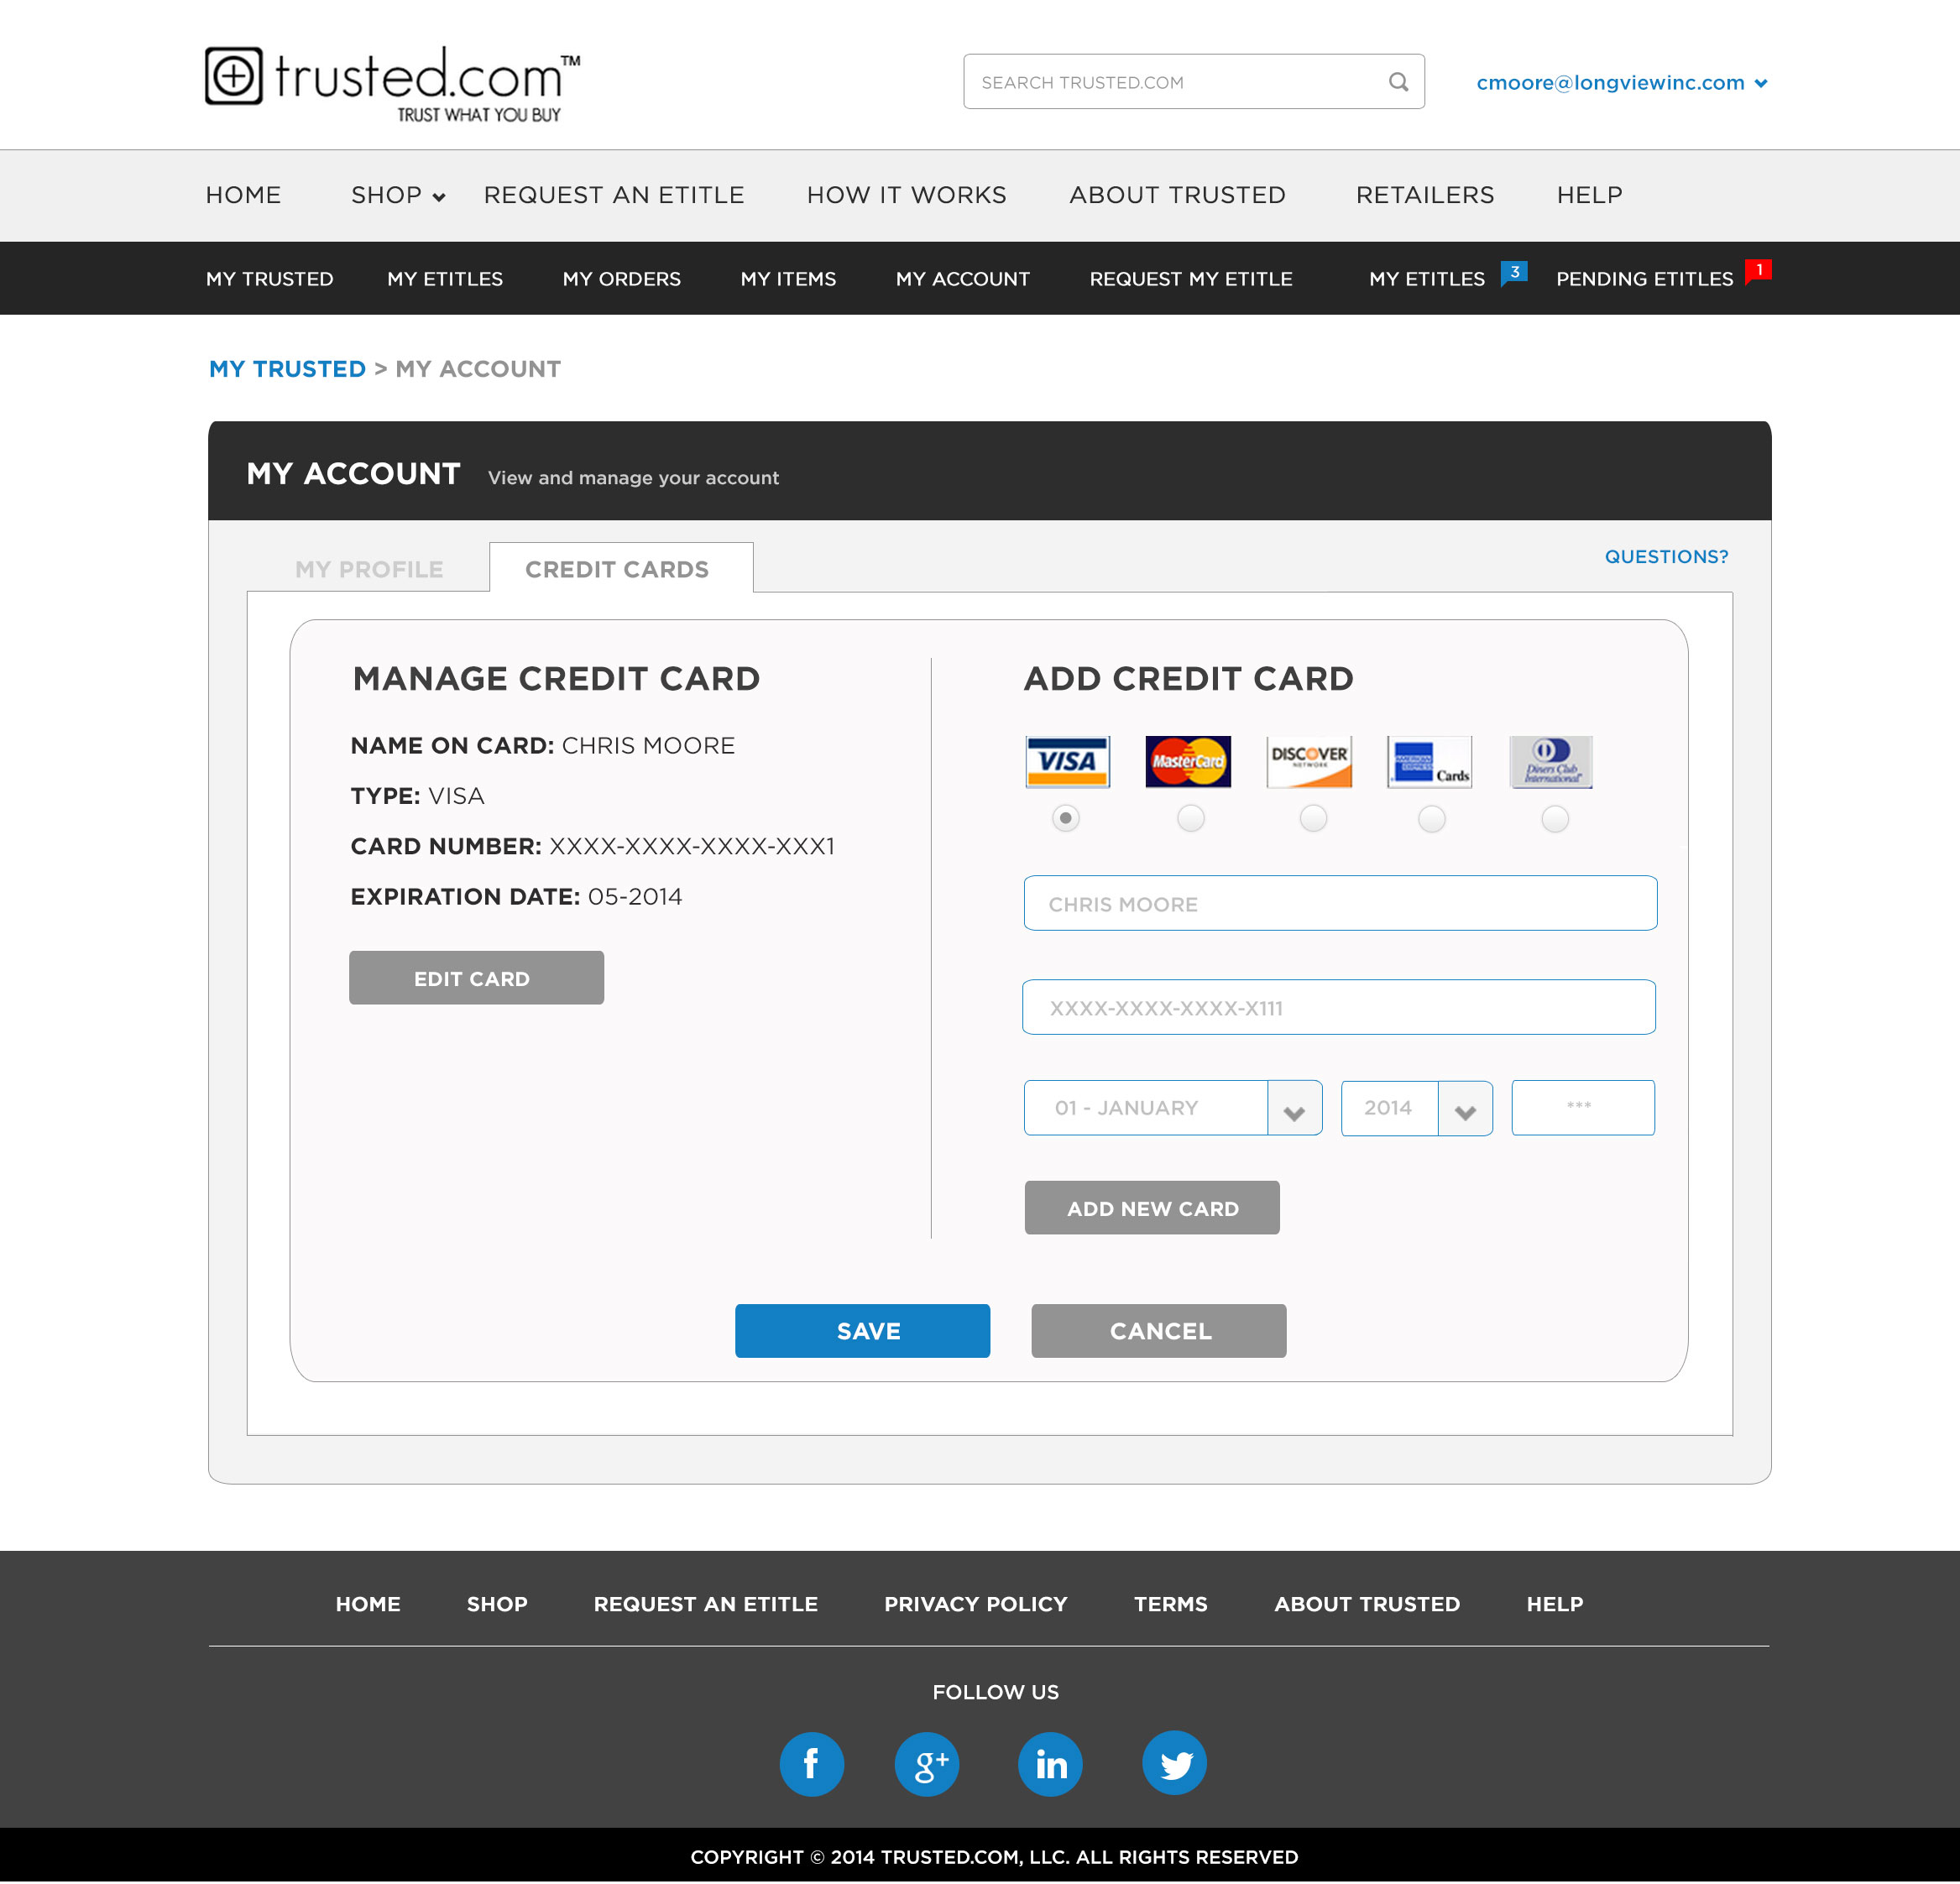 trusted.com™
TRUST WHAT YOU BUY
SEARCH TRUSTED.COM
cmoore@longviewinc.com
HOME SHOP REQUEST AN ETITLE HOW IT WORKS ABOUT TRUSTED RETAILERS HELP
MY TRUSTED MY ETITLES MY ORDERS MY ITEMS MY ACCOUNT REQUEST MY ETITLE MY ETITLES 3 PENDING ETITLES 1
MY TRUSTED > MY ACCOUNT
MY ACCOUNT View and manage your account
MY PROFILE CREDIT CARDS QUESTIONS?
MANAGE CREDIT CARD
NAME ON CARD: CHRIS MOORE
TYPE: VISA
CARD NUMBER: XXXX-XXXX-XXXX-XXX1
EXPIRATION DATE: 05-2014
EDIT CARD
ADD CREDIT CARD
VISA
MasterCard
DISCOVER
NETWORK
AMERICAN
EXPRESS
Cards
Diners Club
International
CHRIS MOORE
XXXX-XXXX-XXXX-X111
01 - JANUARY 2014 ***
ADD NEW CARD
SAVE CANCEL
HOME SHOP REQUEST AN ETITLE PRIVACY POLICY TERMS ABOUT TRUSTED HELP
FOLLOW US
f g+ in
COPYRIGHT © 2014 TRUSTED.COM, LLC. ALL RIGHTS RESERVED